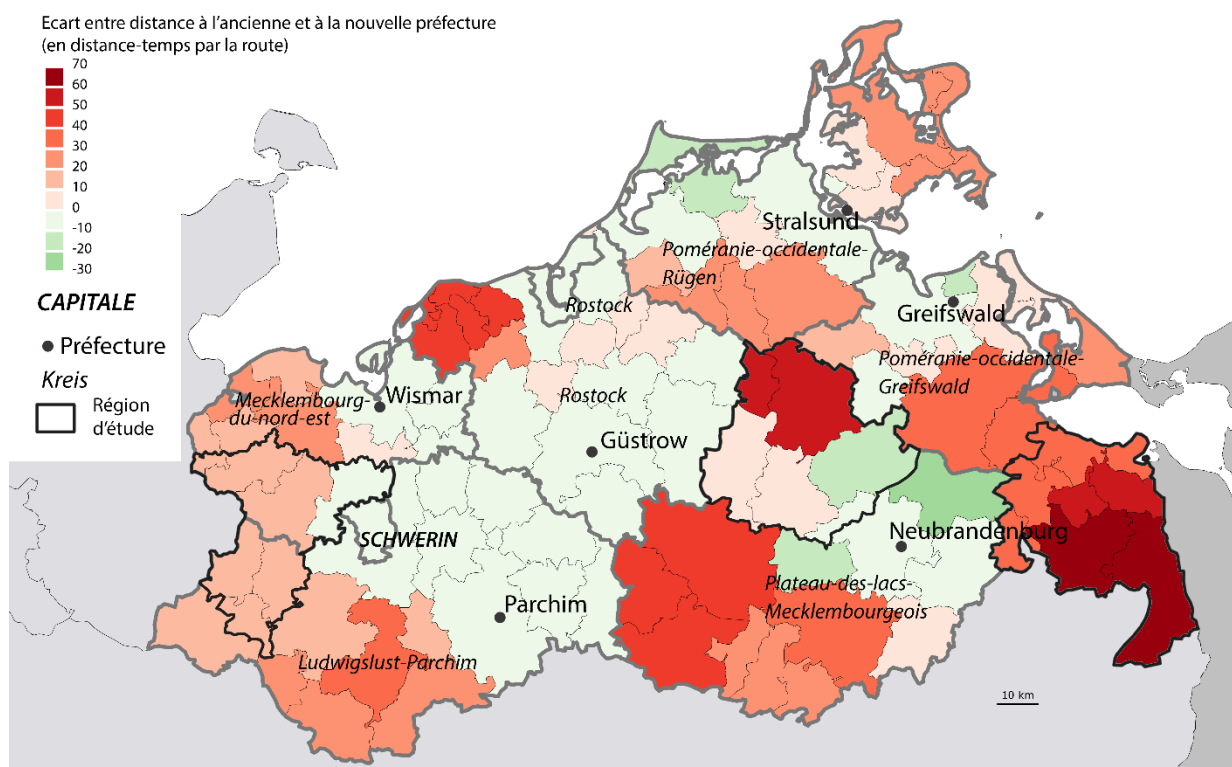 Ecart entre distance à l'ancienne et à la nouvelle préfecture
(en distance-temps par la route)
70
60
50
40
30
20
10
0
-10
-20
-30
CAPITALE
Préfecture
Kreis
Région
d'étude
Stralsund
Poméranie-occidentale-
Rügen
Rostock
Greifswald
Poméranie-occidentale-
Greifswald
Mecklembourg-
du-nord-est
Wismar
Rostock
Güstrow
SCHWERIN
Neubrandenburg
Plateau-des-lacs-
Mecklembourgeois
Parchim
Ludwigslust-Parchim
10 km